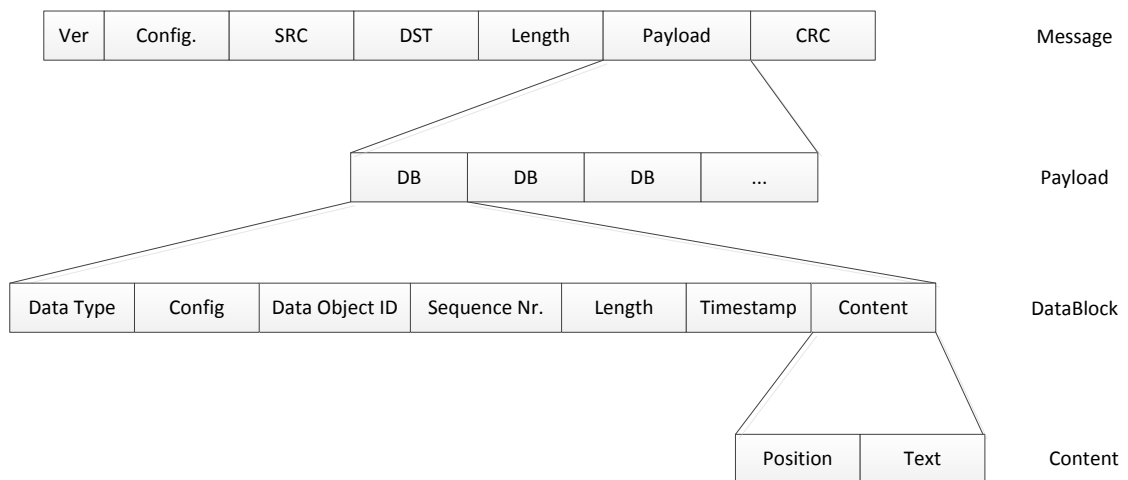 Ver Config. SRC DST Length Payload CRC Message
DB DB DB ... Payload
Data Type Config Data Object ID Sequence Nr. Length Timestamp Content DataBlock
Position Text Content